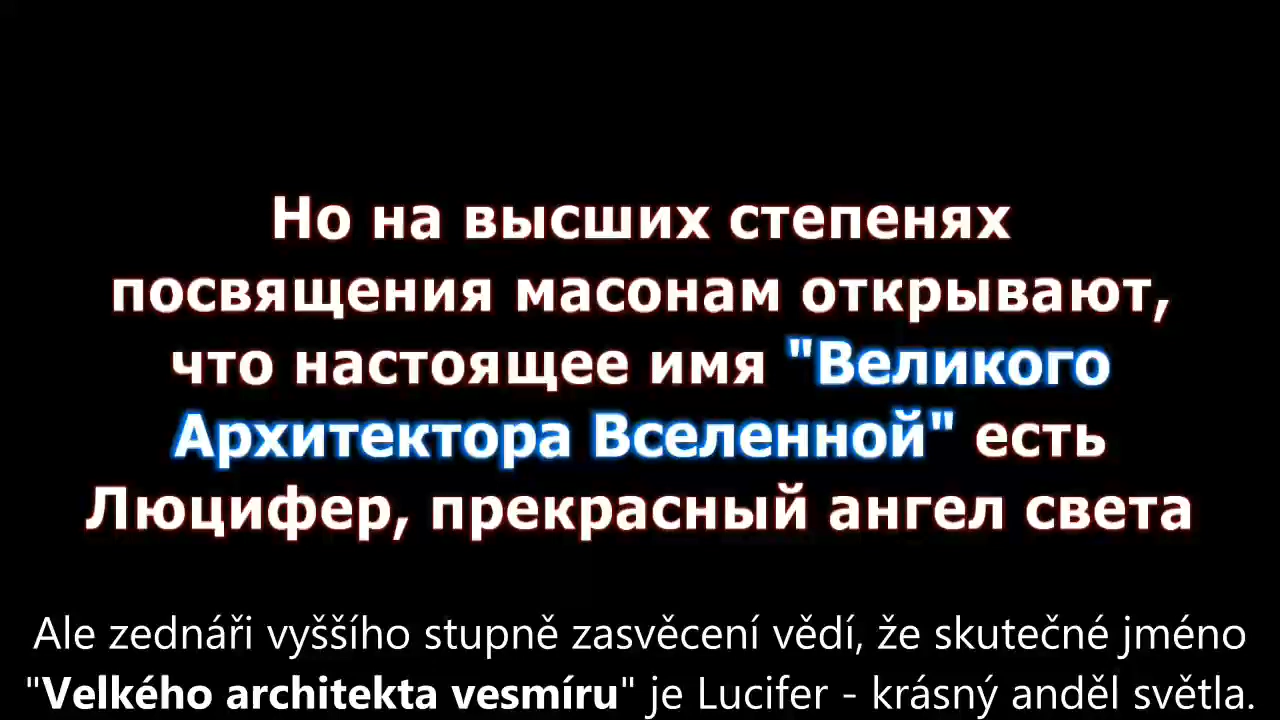 Но на высших степенях
посвящения масонам открывают,
что настоящее имя "Великого
Архитектора Вселенной" есть
Люцифер, прекрасный ангел света
Ale zednáři vyššího stupně zasvěcení vědí, že skutečné jméno
"Velkého architekta vesmíru" je Lucifer - krásný anděl světla.